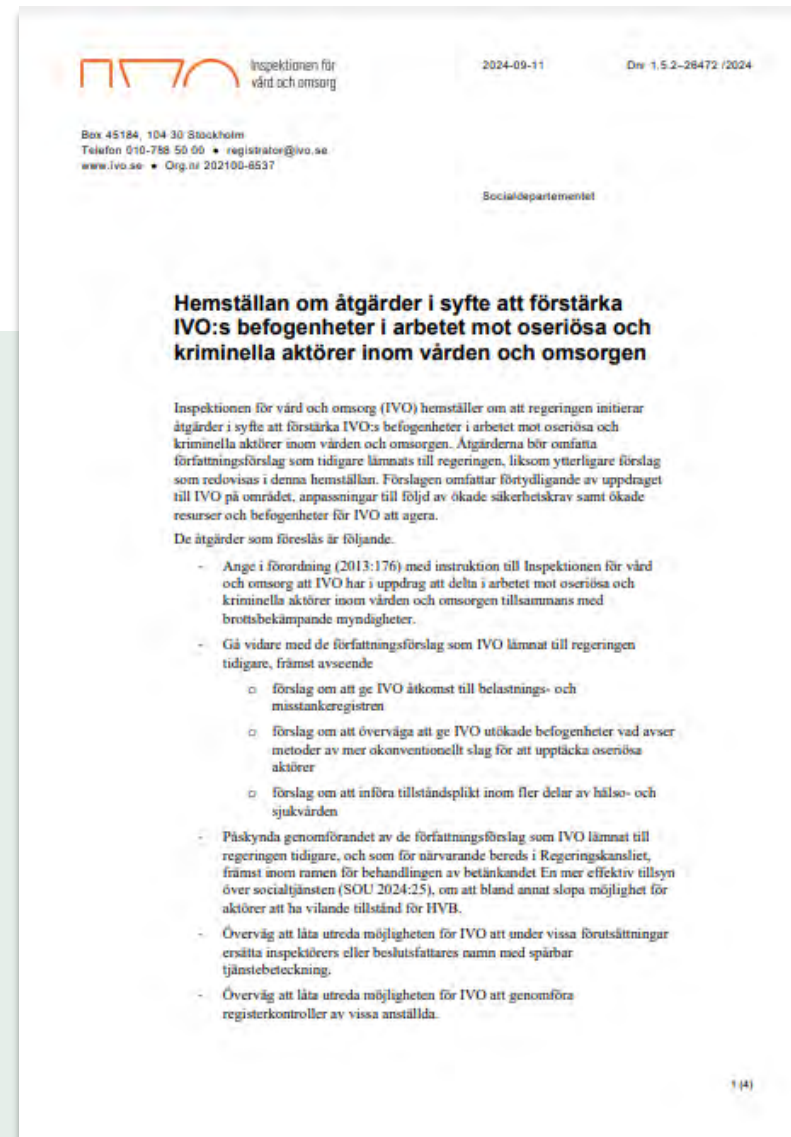 Inspektionen för
vård och omsorg
2024-09-11
Dnr 1.5.2–26472 /2024
Box 45184, 104 30 Stockholm
Telefon 010-788 50 00 ● registrator@ivo.se
www.ivo.se ● Org.nr 202100-6537
Socialdepartementet
Hemställan om åtgärder i syfte att förstärka
IVO:s befogenheter i arbetet mot oseriösa och
kriminella aktörer inom vården och omsorgen
Inspektionen för vård och omsorg (IVO) hemställer om att regeringen initierar
åtgärder i syfte att förstärka IVO:s befogenheter i arbetet mot oseriösa och
kriminella aktörer inom vården och omsorgen. Åtgärderna bör omfatta
författningsförslag som tidigare lämnats till regeringen, liksom ytterligare förslag
som redovisas i denna hemställan. Förslagen omfattar förtydligande av uppdraget
till IVO på området, anpassningar till följd av ökade säkerhetskrav samt ökade
resurser och befogenheter för IVO att agera.
De åtgärder som föreslås är följande.
- Ange i förordning (2013:176) med instruktion till Inspektionen för vård
och omsorg att IVO har i uppdrag att delta i arbetet mot oseriösa och
kriminella aktörer inom vården och omsorgen tillsammans med
brottsbekämpande myndigheter.
- Gå vidare med de författningsförslag som IVO lämnat till regeringen
tidigare, främst avseende
o förslag om att ge IVO åtkomst till belastnings- och
misstankeregistren
o förslag om att överväga att ge IVO utökade befogenheter vad avser
metoder av mer okonventionellt slag för att upptäcka oseriösa
aktörer
o förslag om att införa tillståndsplikt inom fler delar av hälso- och
sjukvården
- Påskynda genomförandet av de författningsförslag som IVO lämnat till
regeringen tidigare, och som för närvarande bereds i Regeringskansliet,
främst inom ramen för behandlingen av betänkandet En mer effektiv tillsyn
över socialtjänsten (SOU 2024:25), om att bland annat slopa möjlighet för
aktörer att ha vilande tillstånd för HVB.
- Överväg att låta utreda möjligheten för IVO att under vissa förutsättningar
ersätta inspektörers eller beslutsfattares namn med spårbar
tjänstebeteckning.
- Överväg att låta utreda möjligheten för IVO att genomföra
registerkontroller av vissa anställda.
1 (4)